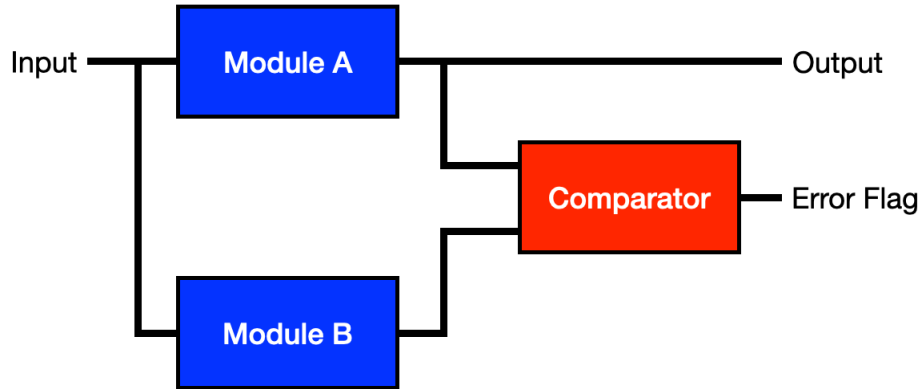 Input
Module A
Output
Comparator
Error Flag
Module B